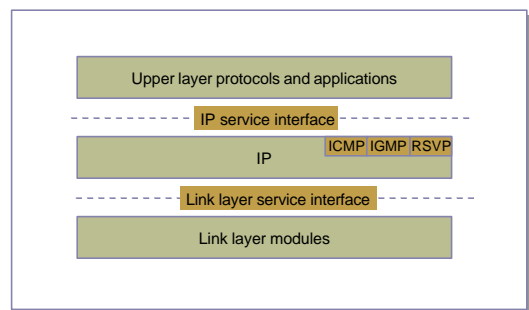 Upper layer protocols and applications
IP service interface
ICMP IGMP RSVP
IP
Link layer service interface
Link layer modules